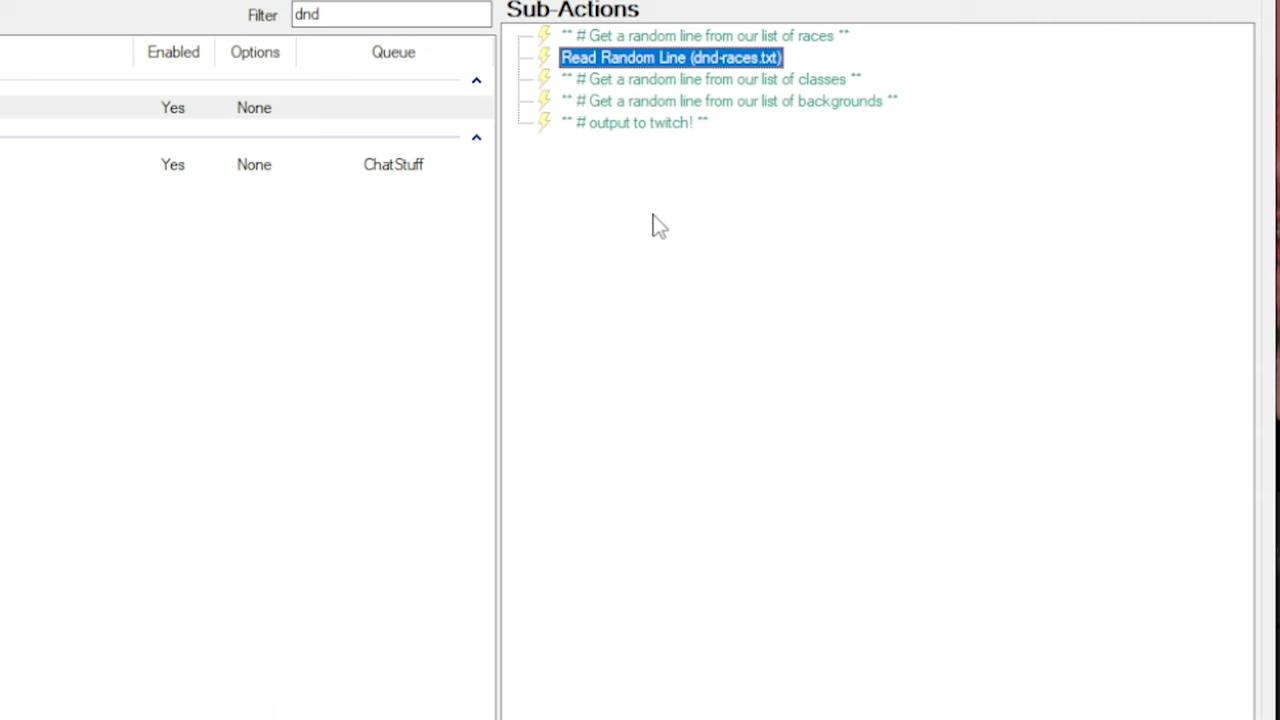 Filter dnd
Enabled Options Queue
Yes None
Yes None ChatStuff
Sub-Actions
** # Get a random line from our list of races **
Read Random Line (dnd-races.txt)
** # Get a random line from our list of classes **
** # Get a random line from our list of backgrounds **
** # output to twitch! **